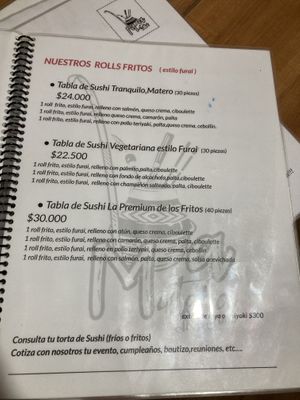 NUESTROS ROLLS FRITOS ( estilo furai )
• Tabla de Sushi Tranquilo,Matero (30 piezas)
$24.000
1 roll frito, estilo furai, relleno con salmón, queso crema, ciboulette
1 roll frito, estilo furai, relleno queso crema, camarón, palta
1 roll frito, estilo furai, relleno con pollo teriyaki, palta,queso crema, cebollin.
• Tabla de Sushi Vegetariana estilo Furai (30 piezas)
$22.500
1 roll frito, estilo furai, relleno con palmito,palta,ciboulette
1 roll frito, estilo furai, relleno con fondo de alcachofa,palta,ciboulette
1 roll frito, estilo furai, relleno con champiñon salteado, palta, ciboulette
• Tabla de Sushi La Premium de los Fritos (40 piezas)
$30.000
1 roll frito, estilo furai, relleno con atún, queso crema, ciboulette
1 roll frito, estilo furai, relleno con camarón, queso crema, palta, ciboulette
1 roll frito, estilo furai, relleno en pollo teriyaki, queso crema, cebollin
1 roll frito, estilo furai, relleno con salmón, palta, queso crema, salsa acevichada
extra soya o teriyaki $300
Consulta tu torta de Sushi (fríos o fritos)
Cotiza con nosotros tu evento, cumpleaños, boutizo,reuniones, etc....